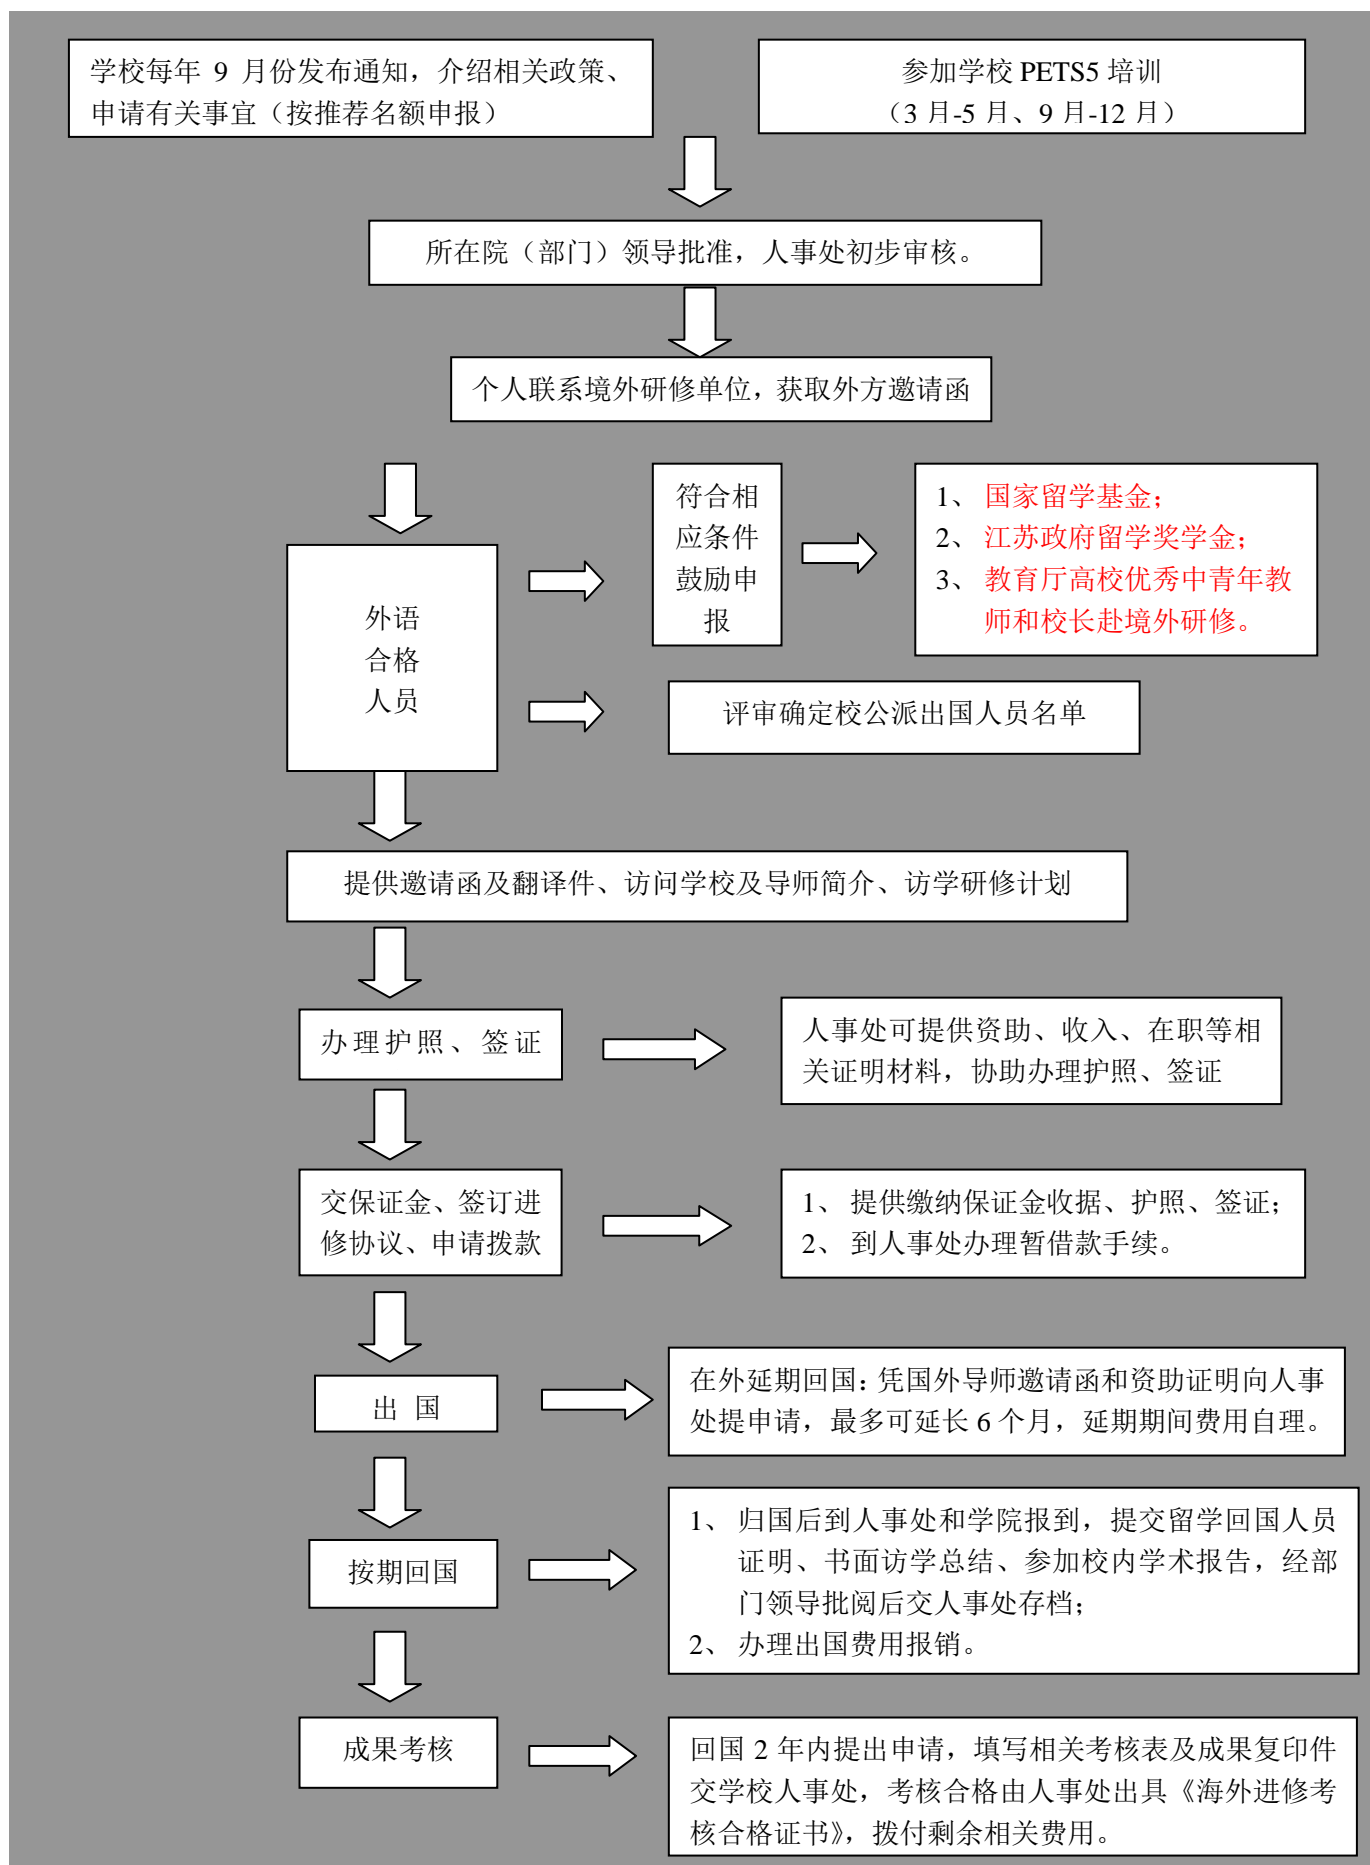 学校每年 9 月份发布通知，介绍相关政策、
申请有关事宜（按推荐名额申报）
参加学校 PETS5 培训
（3 月-5 月、9 月-12 月）
所在院（部门）领导批准，人事处初步审核。
个人联系境外研修单位，获取外方邀请函
外语
合格
人员
符合相
应条件
鼓励申
报
1、 国家留学基金；
2、 江苏政府留学奖学金；
3、 教育厅高校优秀中青年教
师和校长赴境外研修。
评审确定校公派出国人员名单
提供邀请函及翻译件、访问学校及导师简介、访学研修计划
办理护照、签证
人事处可提供资助、收入、在职等相
关证明材料，协助办理护照、签证
交保证金、签订进
修协议、申请拨款
1、 提供缴纳保证金收据、护照、签证；
2、 到人事处办理暂借款手续。
出 国
在外延期回国：凭国外导师邀请函和资助证明向人事
处提申请，最多可延长 6 个月，延期期间费用自理。
按期回国
1、 归国后到人事处和学院报到，提交留学回国人员
证明、书面访学总结、参加校内学术报告，经部
门领导批阅后交人事处存档；
2、 办理出国费用报销。
成果考核
回国 2 年内提出申请，填写相关考核表及成果复印件
交学校人事处，考核合格由人事处出具《海外进修考
核合格证书》，拨付剩余相关费用。